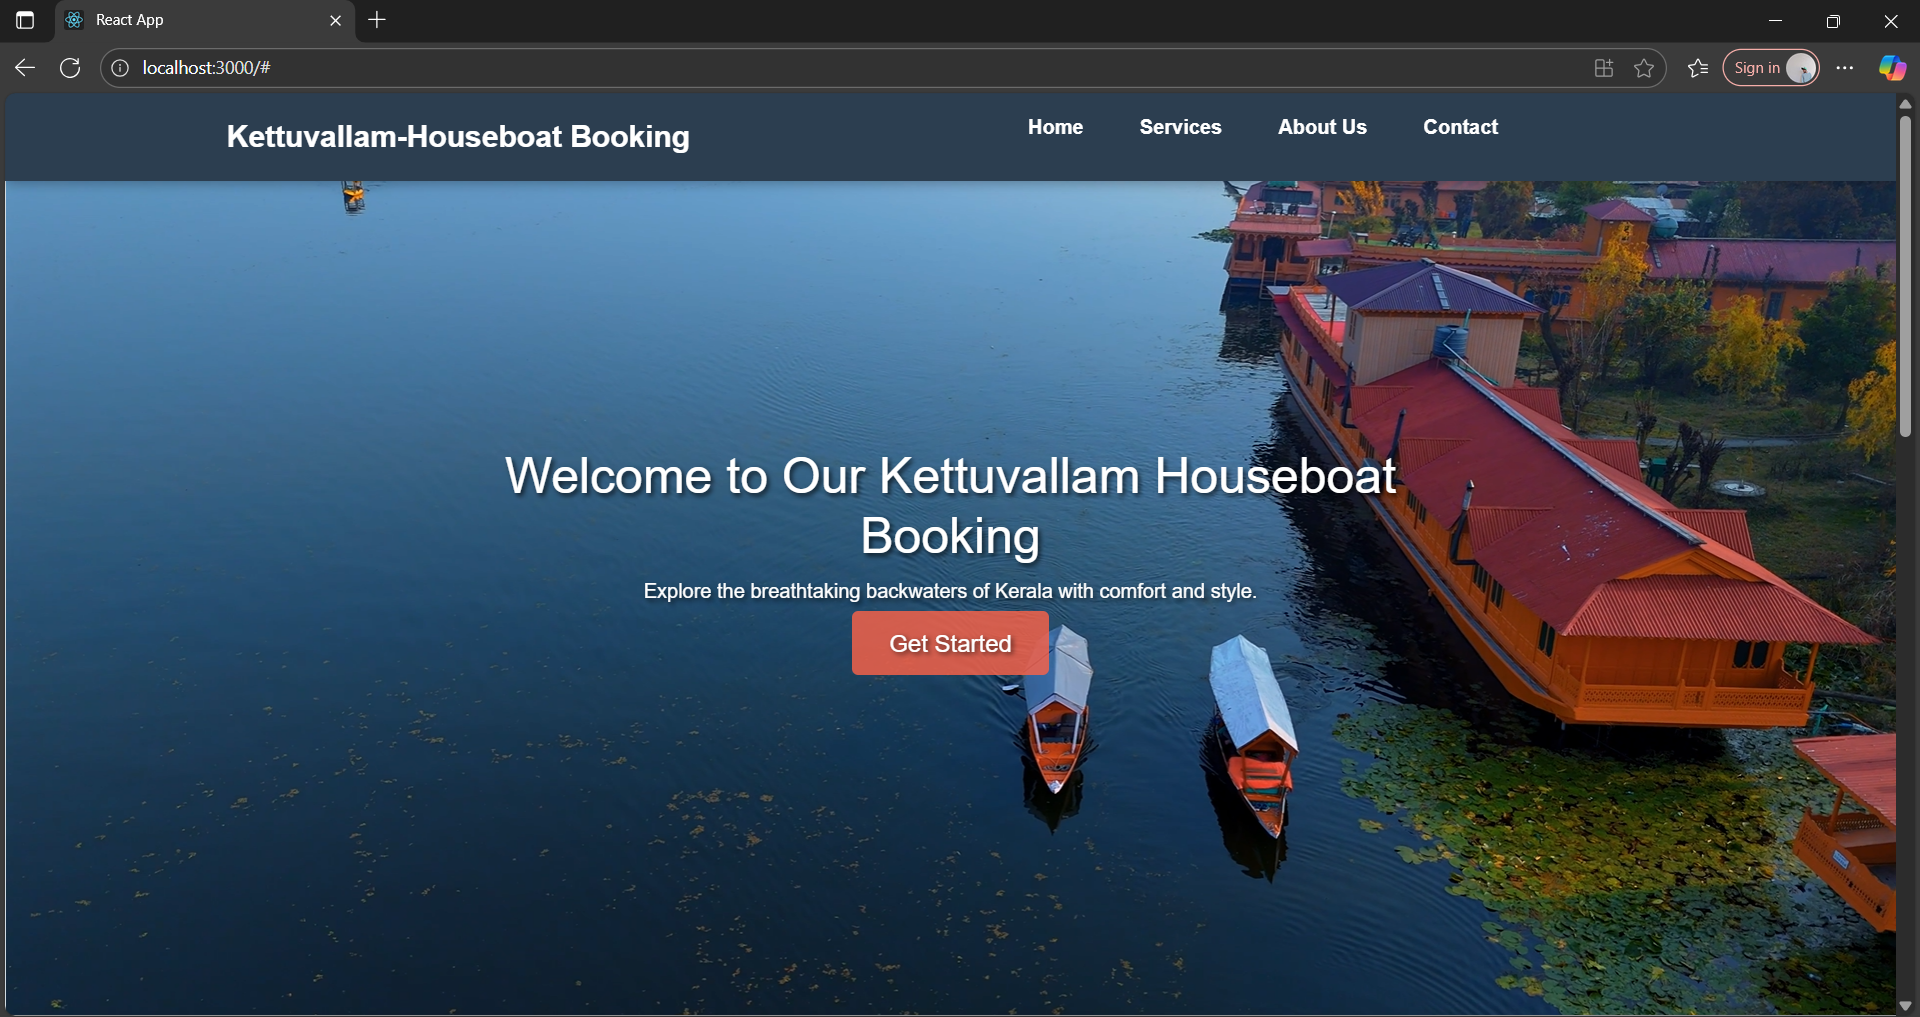 React App
localhost:3000/#
Sign in
Kettuvallam-Houseboat Booking
Home
Services
About Us
Contact
Welcome to Our Kettuvallam Houseboat
Booking
Explore the breathtaking backwaters of Kerala with comfort and style.
Get Started